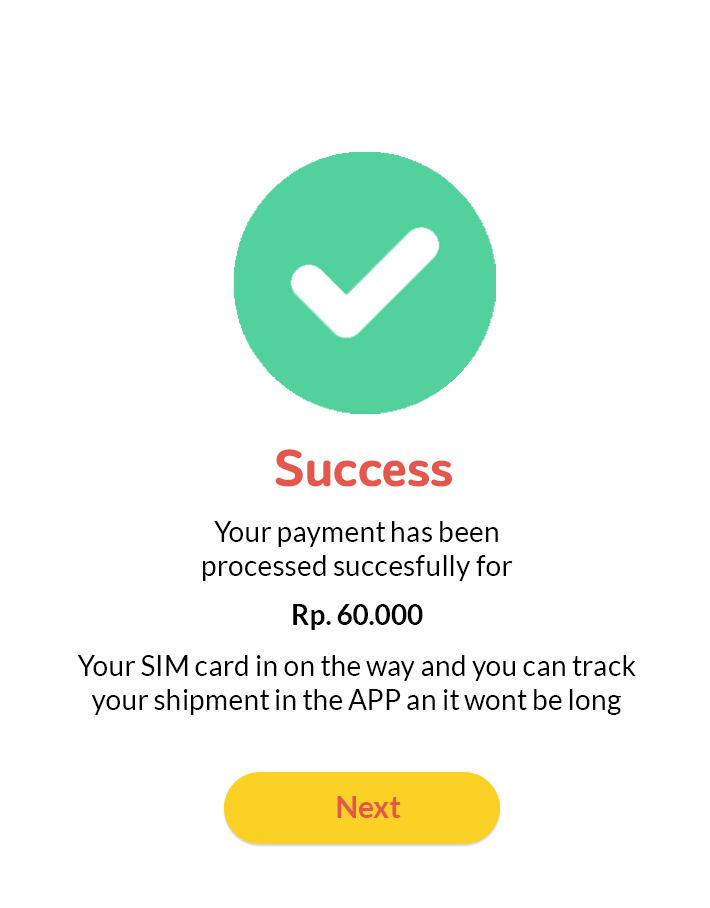 Success
Your payment has been
processed succesfully for
Rp. 60.000
Your SIM card in on the way and you can track
your shipment in the APP an it wont be long
Next